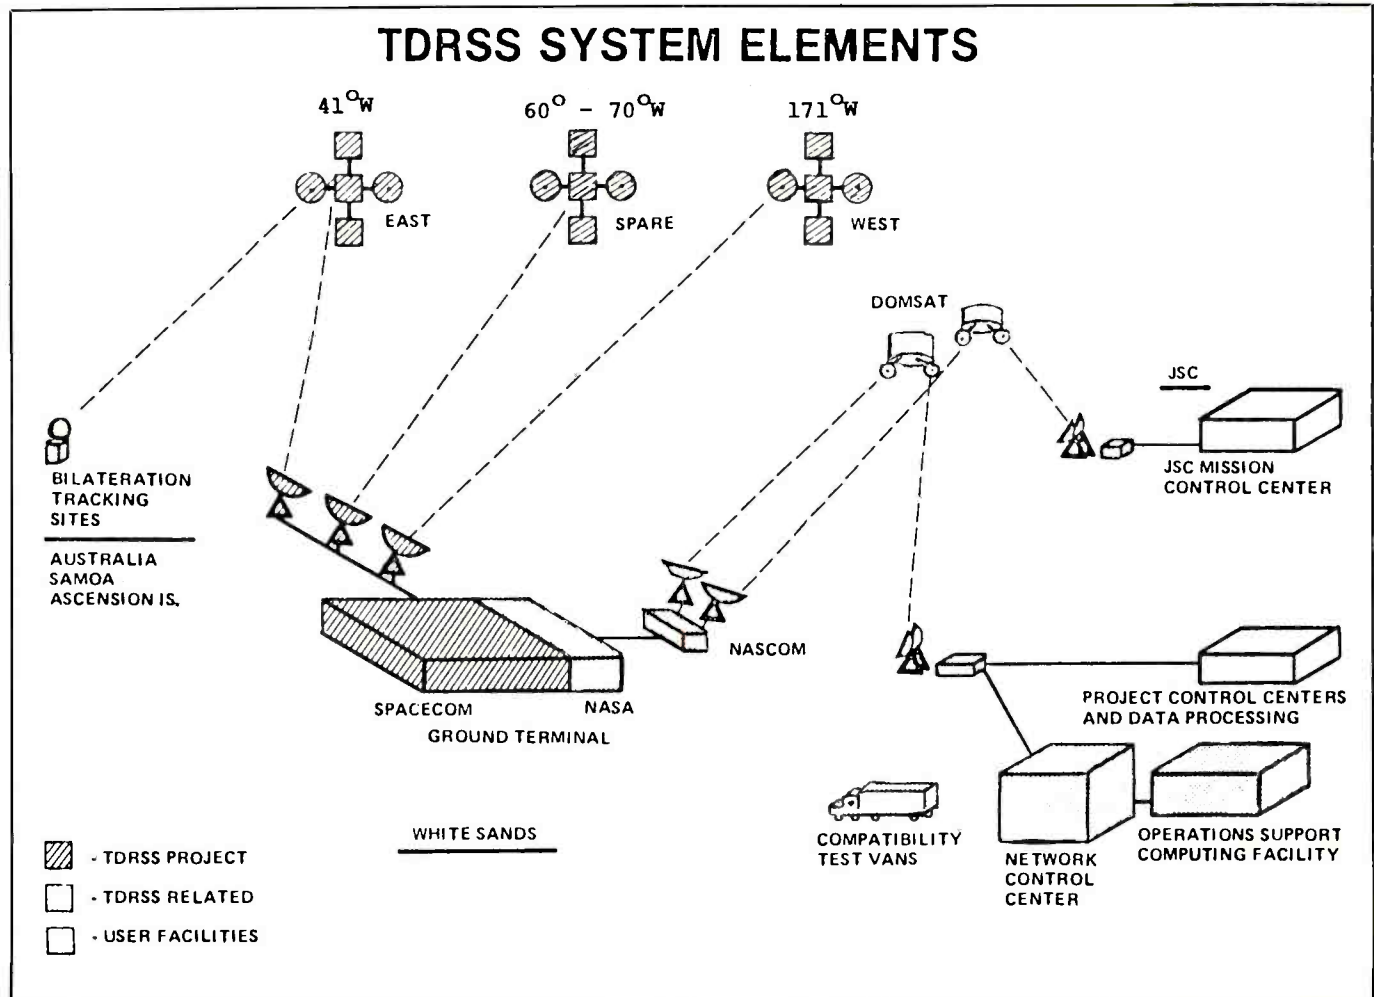 TDRSS SYSTEM ELEMENTS
41°W
60° - 70°W
171°W
EAST
SPARE
WEST
DOMSAT
JSC
JSC MISSION
CONTROL CENTER
BILATERATION
TRACKING
SITES
AUSTRALIA
SAMOA
ASCENSION IS.
NASCOM
SPACECOM
NASA
GROUND TERMINAL
PROJECT CONTROL CENTERS
AND DATA PROCESSING
WHITE SANDS
COMPATIBILITY
TEST VANS
NETWORK
CONTROL
CENTER
OPERATIONS SUPPORT
COMPUTING FACILITY
- TDRSS PROJECT
- TDRSS RELATED
- USER FACILITIES